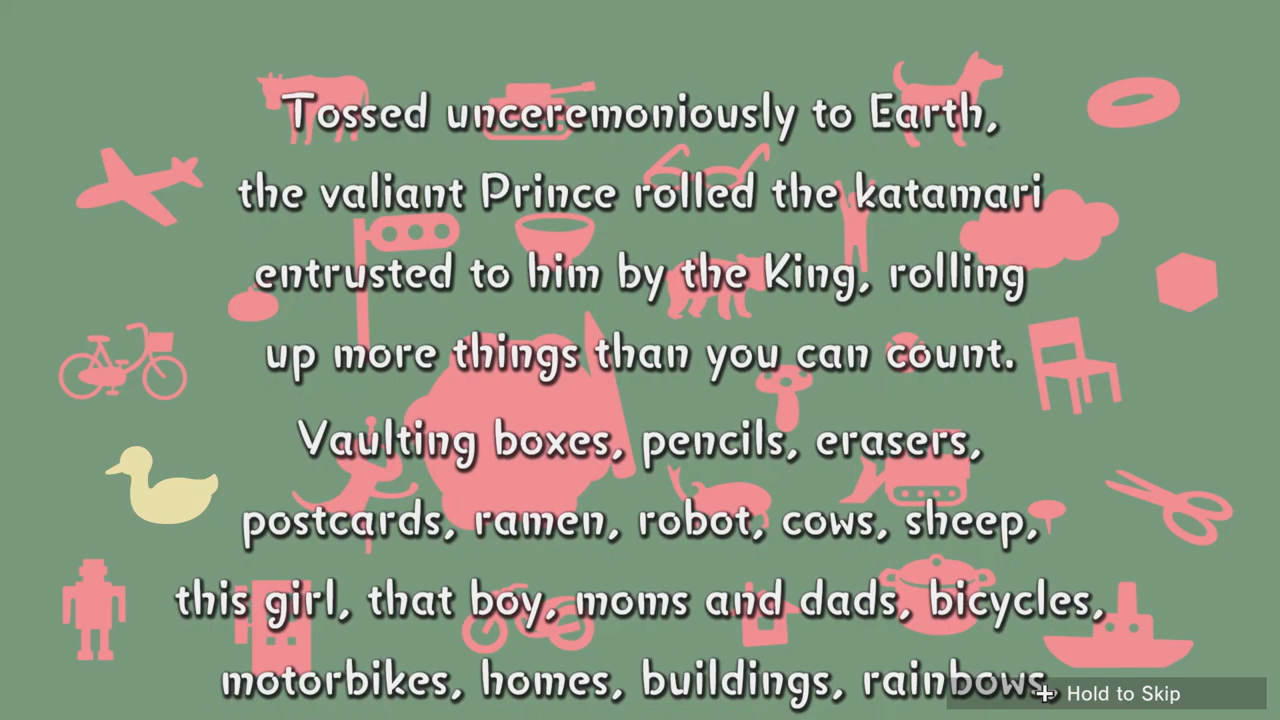 Tossed unceremoniously to Earth,
the valiant Prince rolled the katamari
entrusted to him by the King, rolling
up more things than you can count.
Vaulting boxes, pencils, erasers,
postcards, ramen, robot, cows, sheep,
this girl, that boy, moms and dads, bicycles,
motorbikes, homes, buildings, rainbows,
Hold to Skip